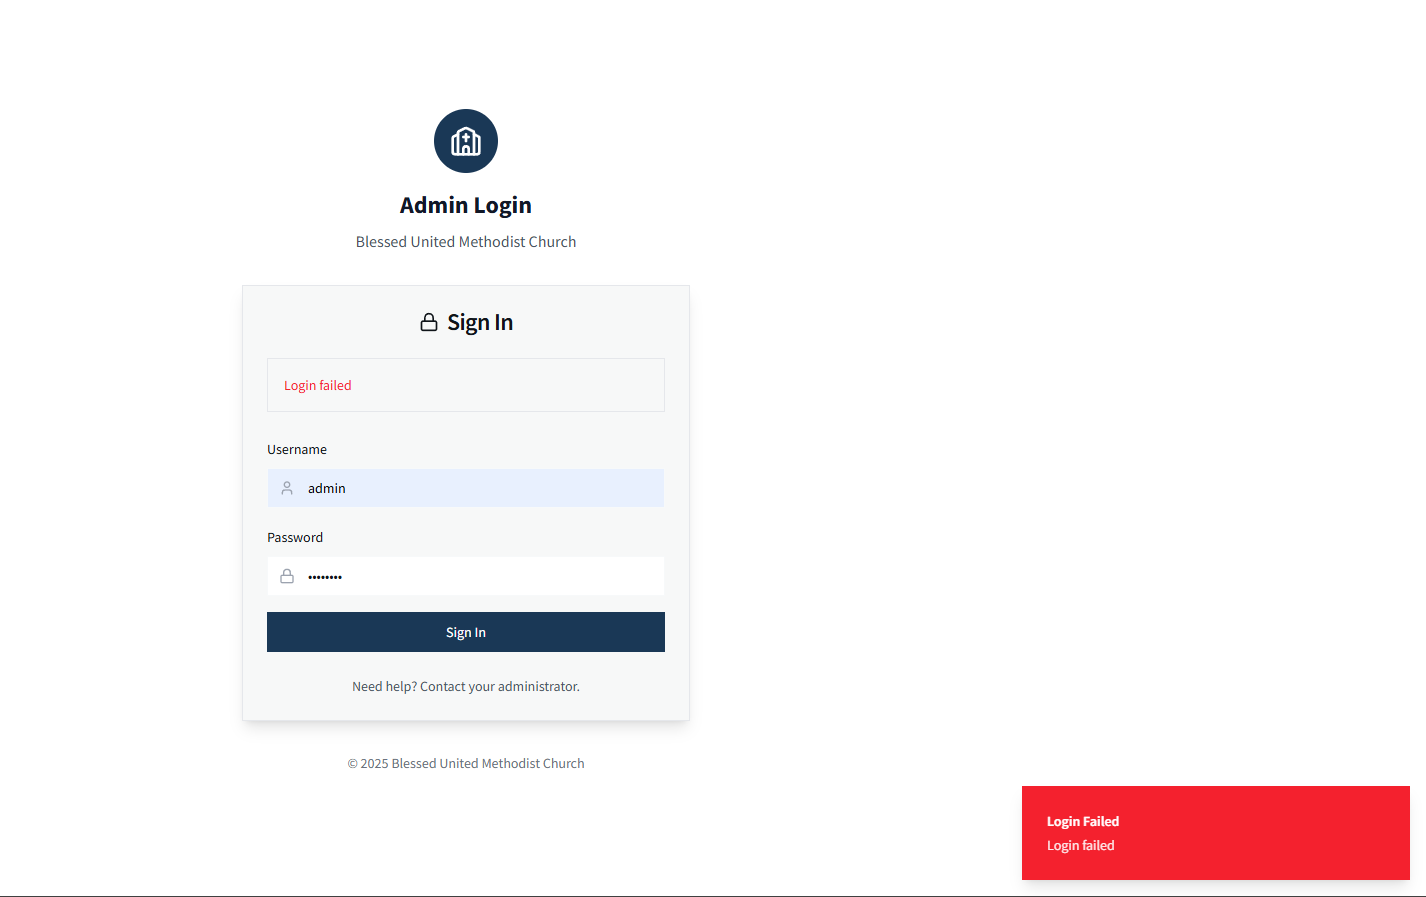 Admin Login
Blessed United Methodist Church
Sign In
Login failed
Username
admin
Password
••••••••
Sign In
Need help? Contact your administrator.
© 2025 Blessed United Methodist Church
Login Failed
Login failed